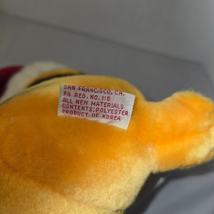 SAN FRANCISCO, CA.
PA REG. NO. 118
ALL NEW MATERIALS
CONTENTS: POLYESTER
PRODUCT OF KOREA